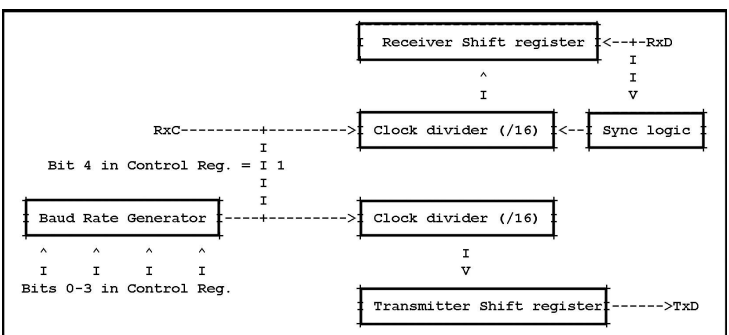 Receiver Shift register <--+-RxD
I
I
^ I
I V
RxC---------+--------->I Clock divider (/16) I<--I Sync logic I
I
Bit 4 in Control Reg. = I 1
I
I
Baud Rate Generator I----+--------->I Clock divider (/16) I
^ ^ ^ ^ I
I I I I V
Bits 0-3 in Control Reg.
I Transmitter Shift register I------>TxD